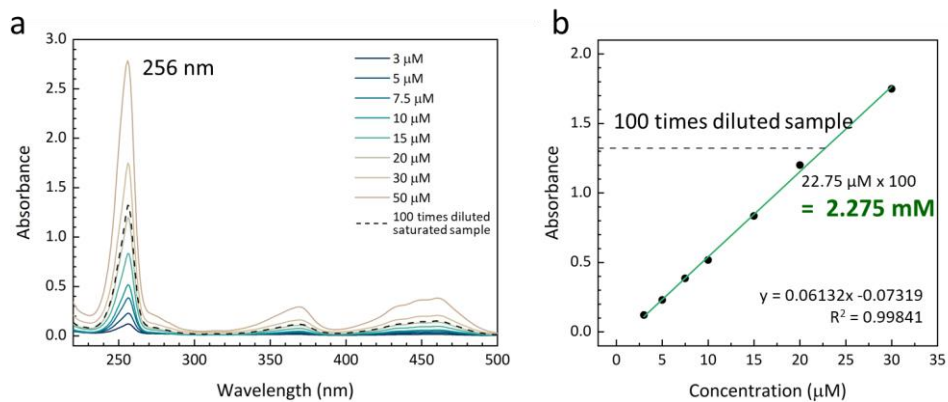 a
3.0
2.5
2.0
1.5
1.0
0.5
0.0
Absorbance
256 nm
3 μM
5 μM
7.5 μM
10 μM
15 μM
20 μM
30 μM
50 μM
100 times diluted
saturated sample
250
300
350
400
450
500
Wavelength (nm)
b
2.0
1.5
1.0
0.5
0.0
Absorbance
100 times diluted sample
22.75 μM x 100
= 2.275 mM
y = 0.06132x -0.07319
R² = 0.99841
0
5
10
15
20
25
30
35
Concentration (μM)